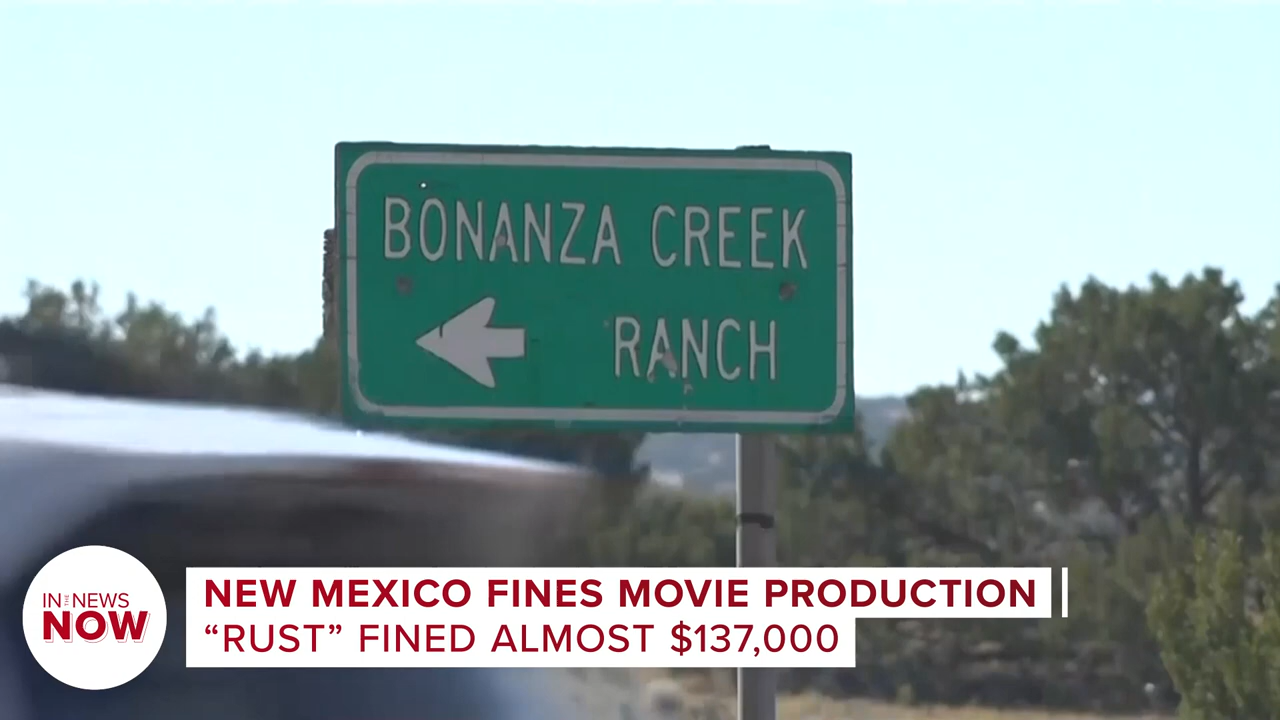 BONANZA CREEK
RANCH
IN THE NEWS
NOW
NEW MEXICO FINES MOVIE PRODUCTION
“RUST” FINED ALMOST $137,000